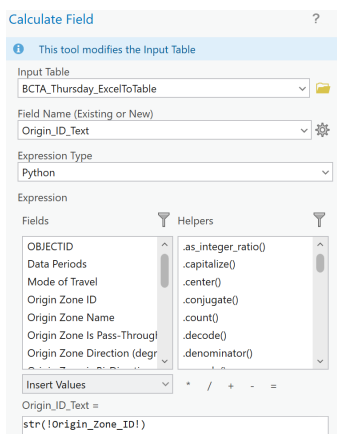 Calculate Field ?
This tool modifies the Input Table
Input Table
BCTA_Thursday_ExcelToTable
Field Name (Existing or New)
Origin_ID_Text
Expression Type
Python
Expression
Fields Helpers
OBJECTID .as_integer_ratio()
Data Periods .capitalize()
Mode of Travel .center()
Origin Zone ID .conjugate()
Origin Zone Name .count()
Origin Zone Is Pass-Through .decode()
Origin Zone Direction (degr .denominator()
Insert Values * / + - =
Origin_ID_Text =
str(!Origin_Zone_ID!)